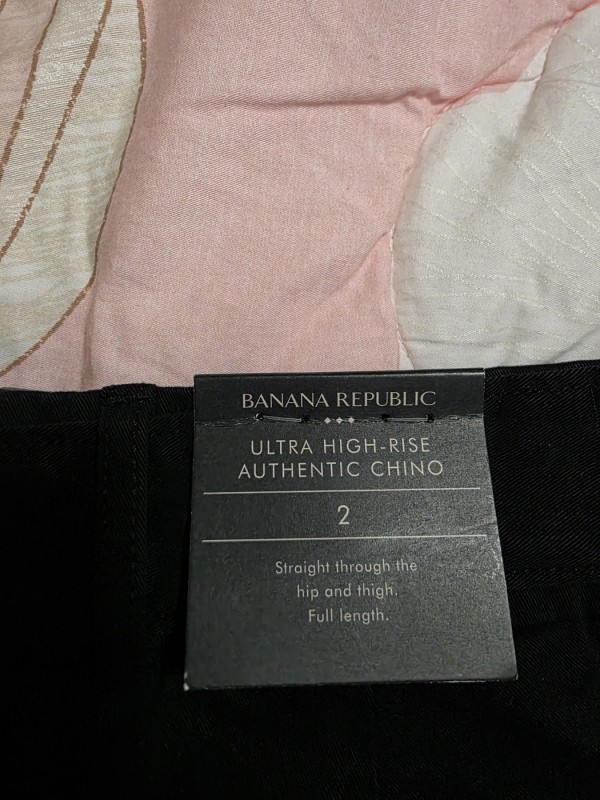 BANANA REPUBLIC
ULTRA HIGH-RISE
AUTHENTIC CHINO
2
Straight through the
hip and thigh.
Full length.